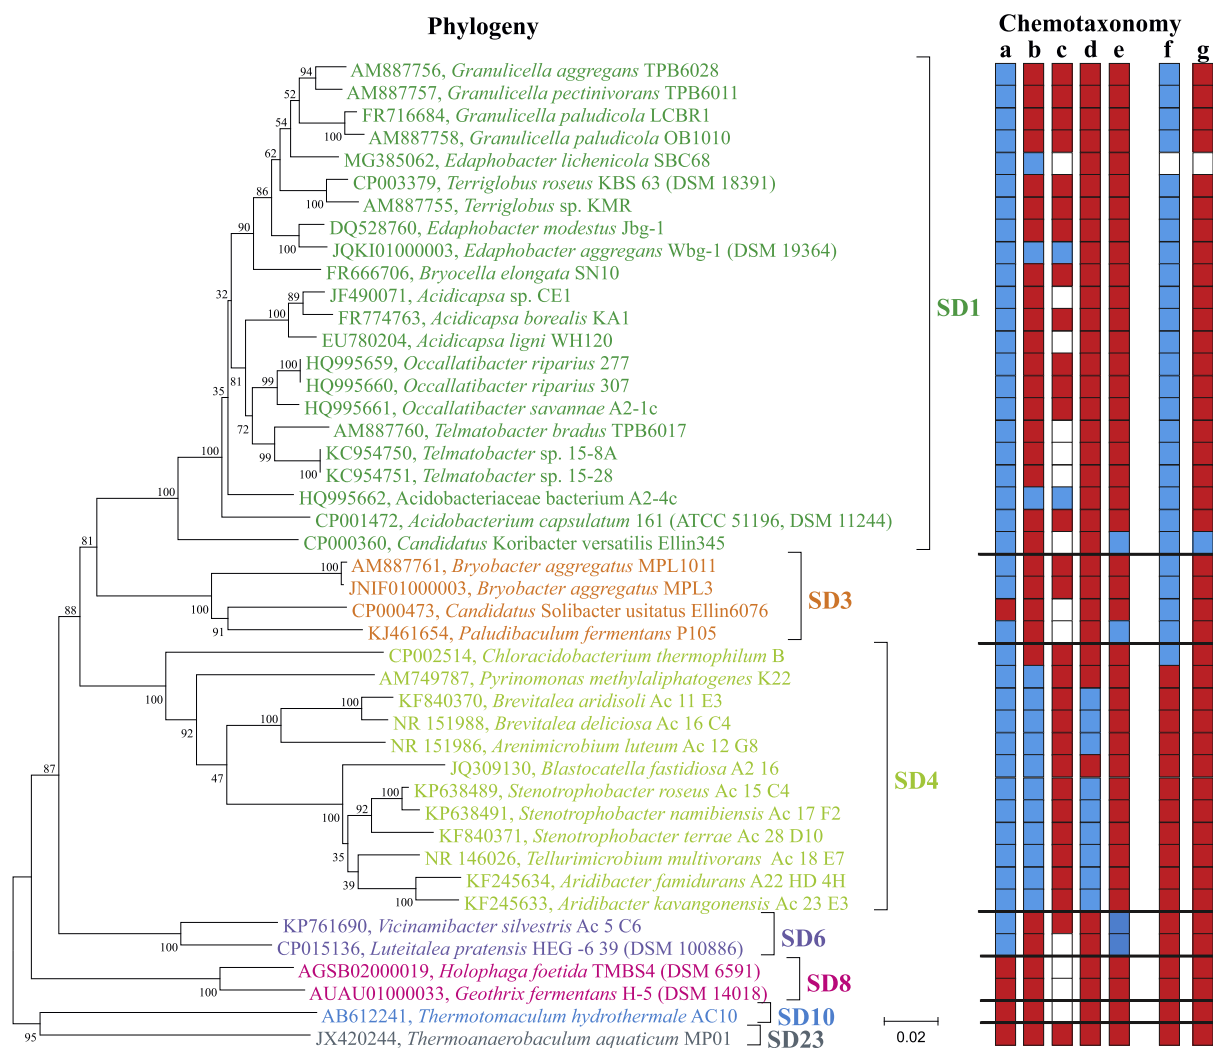 Phylogeny
Chemotaxonomy
a b c d e f g
AM887756, Granulicella aggregans TPB6028
AM887757, Granulicella pectinivorans TPB6011
FR716684, Granulicella paludicola LCBR1
AM887758, Granulicella paludicola OB1010
MG385062, Edaphobacter lichenicola SBC68
CP003379, Terriglobus roseus KBS 63 (DSM 18391)
AM887755, Terriglobus sp. KMR
DQ528760, Edaphobacter modestus Jbg-1
JQKI01000003, Edaphobacter aggregans Wbg-1 (DSM 19364)
FR666706, Bryocella elongata SN10
JF490071, Acidicapsa sp. CE1
FR774763, Acidicapsa borealis KA1
EU780204, Acidicapsa ligni WH120
HQ995659, Occallatibacter riparius 277
HQ995660, Occallatibacter riparius 307
HQ995661, Occallatibacter savannae A2-1c
AM887760, Telmatobacter bradus TPB6017
KC954750, Telmatobacter sp. 15-8A
KC954751, Telmatobacter sp. 15-28
HQ995662, Acidobacteriaceae bacterium A2-4c
CP001472, Acidobacterium capsulatum 161 (ATCC 51196, DSM 11244)
CP000360, Candidatus Koribacter versatilis Ellin345
SD1
AM887761, Bryobacter aggregatus MPL1011
JNIF01000003, Bryobacter aggregatus MPL3
CP000473, Candidatus Solibacter usitatus Ellin6076
KJ461654, Paludibaculum fermentans P105
SD3
CP002514, Chloracidobacterium thermophilum B
AM749787, Pyrinomonas methylaliphatogenes K22
KF840370, Brevitalea aridisoli Ac 11 E3
NR 151988, Brevitalea deliciosa Ac 16 C4
NR 151986, Arenimicrobium luteum Ac 12 G8
JQ309130, Blastocatella fastidiosa A2 16
KP638489, Stenotrophobacter roseus Ac 15 C4
KP638491, Stenotrophobacter namibiensis Ac 17 F2
KF840371, Stenotrophobacter terrae Ac 28 D10
NR 146026, Tellurimicrobium multivorans Ac 18 E7
KF245634, Aridibacter famidurans A22 HD 4H
KF245633, Aridibacter kavangonensis Ac 23 E3
SD4
KP761690, Vicinamibacter silvestris Ac 5 C6
CP015136, Luteitalea pratensis HEG -6 39 (DSM 100886)
SD6
AGSB02000019, Holophaga foetida TMBS4 (DSM 6591)
AUAU01000033, Geothrix fermentans H-5 (DSM 14018)
SD8
AB612241, Thermotomaculum hydrothermale AC10
SD10
JX420244, Thermoanaerobaculum aquaticum MP01
SD23
0.02
94
52
54
100
62
86
100
90
100
32
89
100
100
81
99
35
72
99
100
100
100
81
100
100
91
88
100
92
100
100
47
87
100
92
100
35
39
100
100
100
95